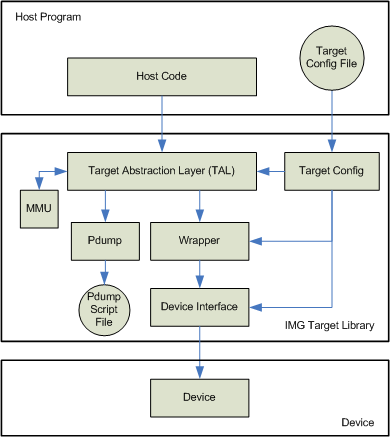 Host Program
Target
Config File
Host Code
Target Abstraction Layer (TAL)
Target Config
MMU
Pdump
Wrapper
Pdump
Script
File
Device Interface
IMG Target Library
Device
Device